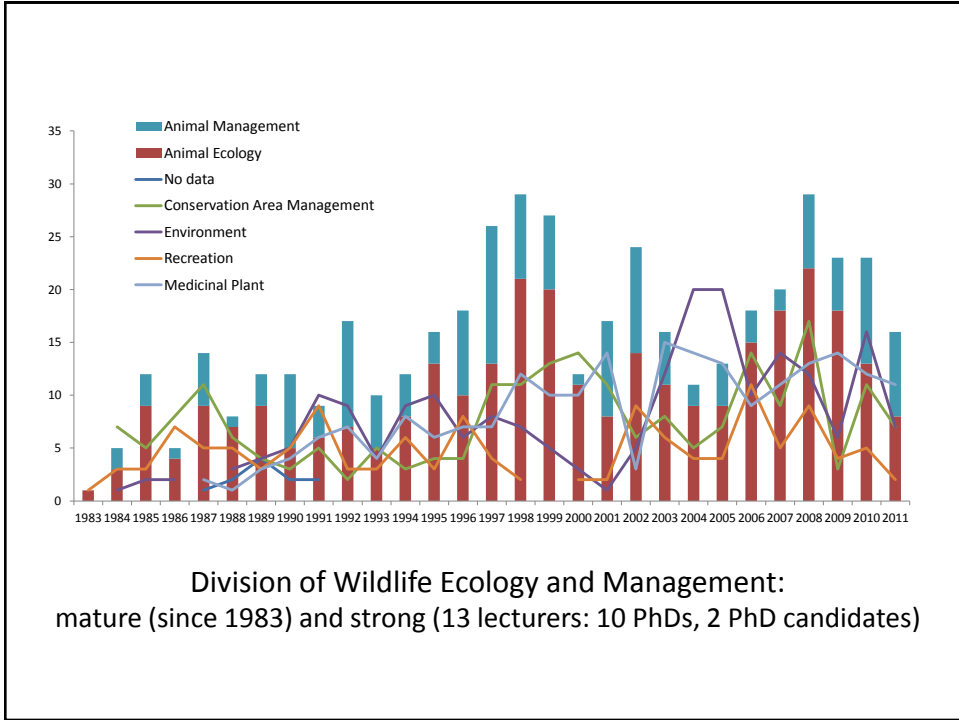 Animal Management
Animal Ecology
No data
Conservation Area Management
Environment
Recreation
Medicinal Plant
35
30
25
20
15
10
5
0
1983 1984 1985 1986 1987 1988 1989 1990 1991 1992 1993 1994 1995 1996 1997 1998 1999 2000 2001 2002 2003 2004 2005 2006 2007 2008 2009 2010 2011
Division of Wildlife Ecology and Management:
mature (since 1983) and strong (13 lecturers: 10 PhDs, 2 PhD candidates)